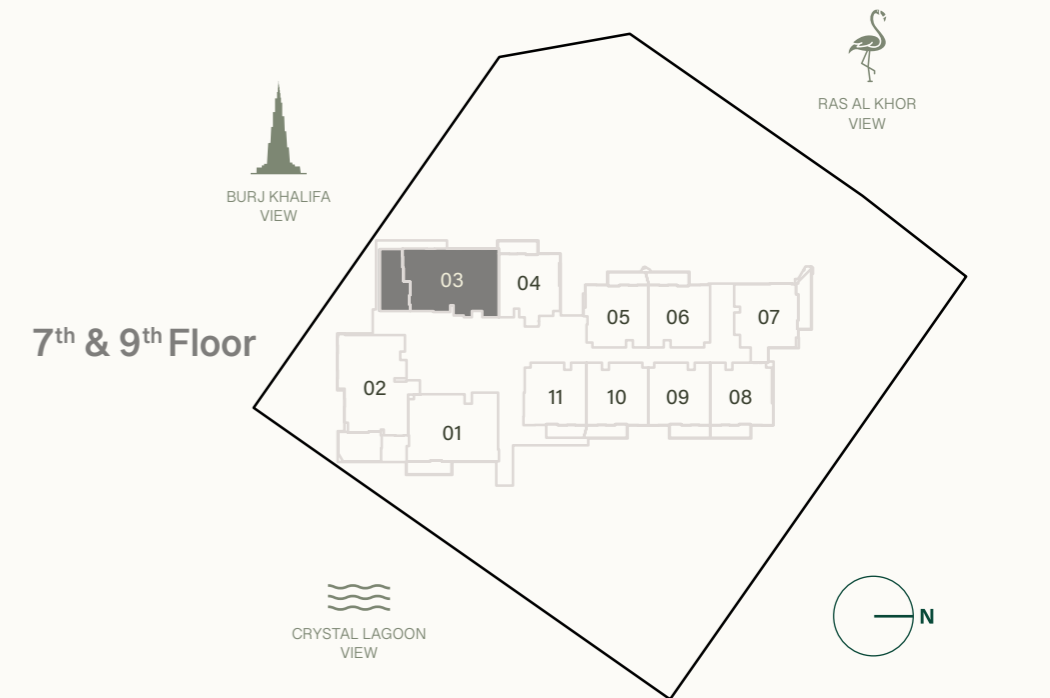 RAS AL KHOR
VIEW
BURJ KHALIFA
VIEW
03
04
05
06
07
7th & 9th Floor
02
11
10
09
08
01
CRYSTAL LAGOON
VIEW
N